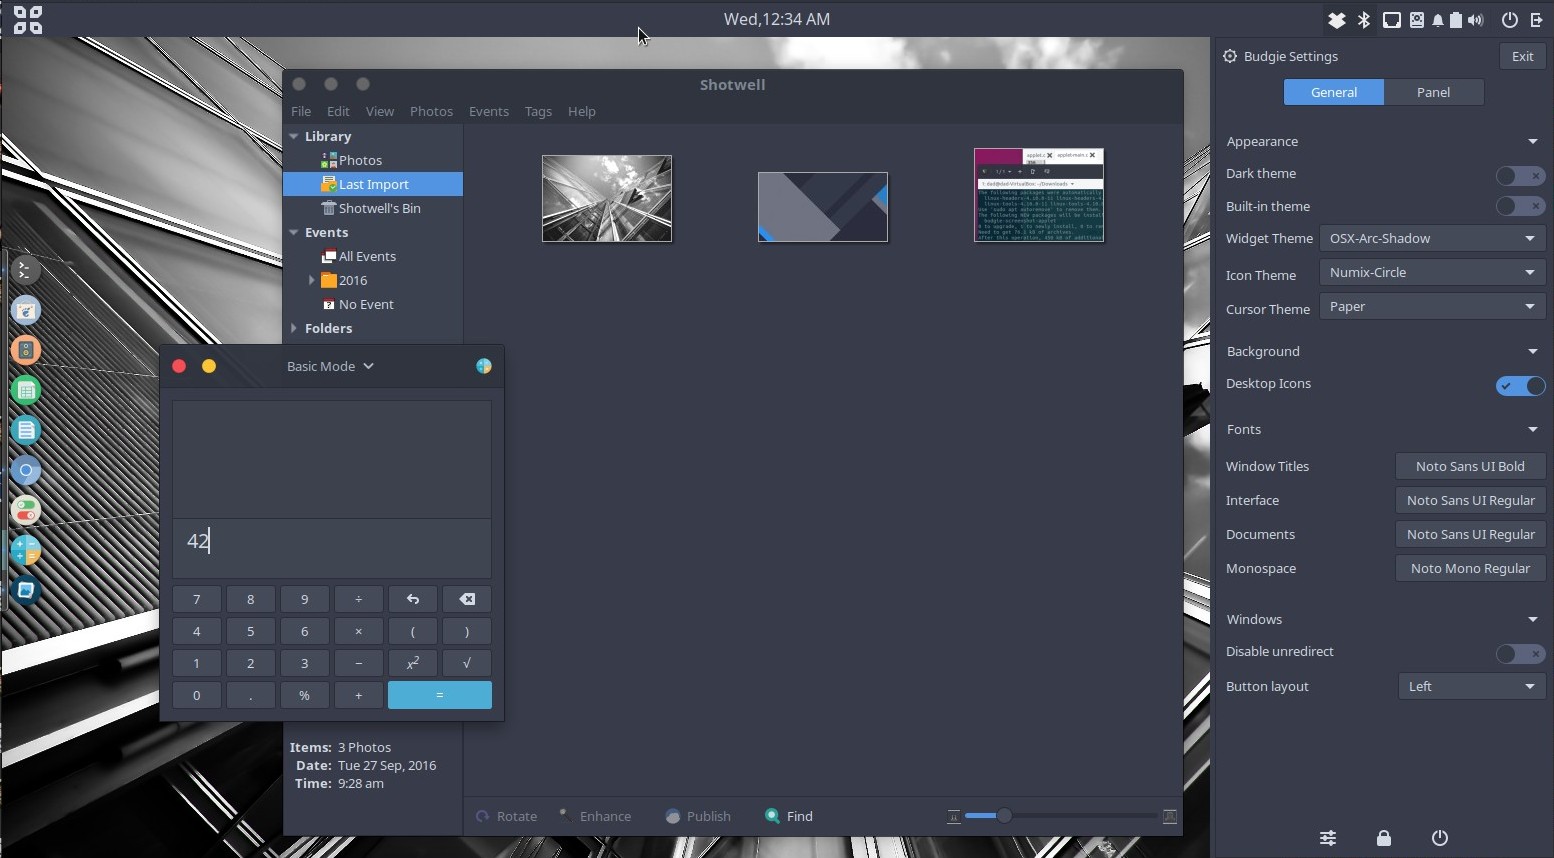 Wed,12:34 AM
Shotwell
File Edit View Photos Events Tags Help
Library
Photos
Last Import
Shotwell's Bin
Events
All Events
2016
No Event
Folders
Items: 3 Photos
Date: Tue 27 Sep, 2016
Time: 9:28 am
Rotate Enhance Publish Find
Basic Mode
42
7 8 9 ÷
4 5 6 × ( )
1 2 3 − x² √
0 . % + =
Budgie Settings Exit
General Panel
Appearance
Dark theme
Built-in theme
Widget Theme OSX-Arc-Shadow
Icon Theme Numix-Circle
Cursor Theme Paper
Background
Desktop Icons
Fonts
Window Titles Noto Sans UI Bold
Interface Noto Sans UI Regular
Documents Noto Sans UI Regular
Monospace Noto Mono Regular
Windows
Disable unredirect
Button layout Left